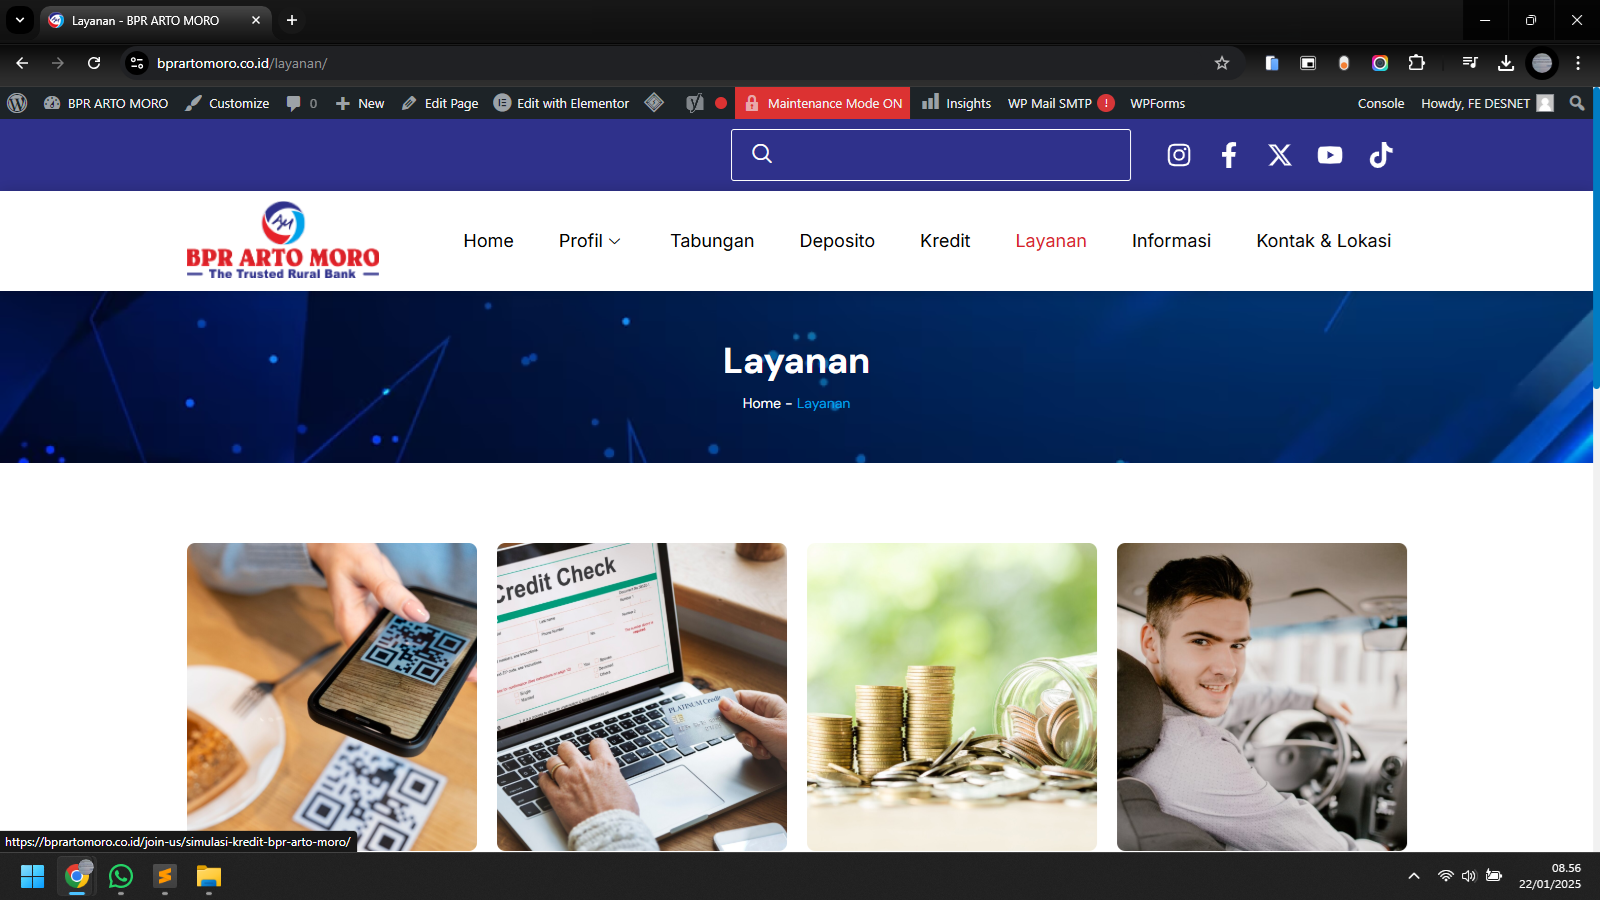 Layanan - BPR ARTO MORO
bprartomoro.co.id/layanan/
BPR ARTO MORO
Customize
0
New
Edit Page
Edit with Elementor
Maintenance Mode ON
Insights
WP Mail SMTP !
WPForms
Console
Howdy, FE DESNET
AM
BPR ARTO MORO
The Trusted Rural Bank
Home
Profil
Tabungan
Deposito
Kredit
Layanan
Informasi
Kontak & Lokasi
Layanan
Home - Layanan
Credit Check
PLATINUM Credit
https://bprartomoro.co.id/join-us/simulasi-kredit-bpr-arto-moro/
08.56
22/01/2025